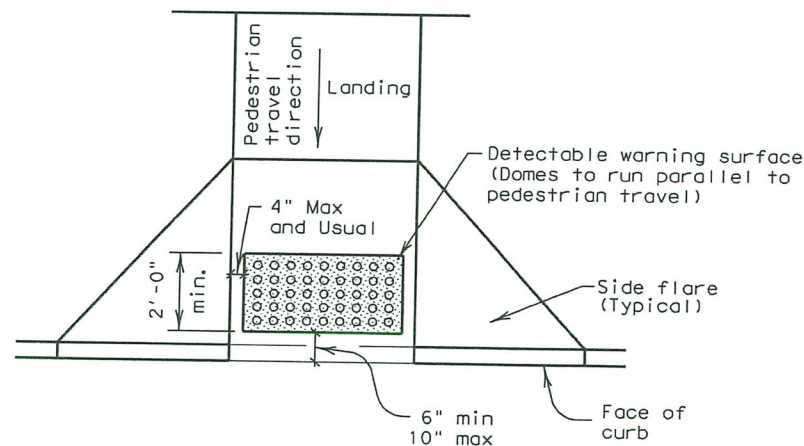 Pedestrian
travel
direction
Landing
Detectable warning surface
(Domes to run parallel to
pedestrian travel)
4" Max
and Usual
2'-0"
min.
Side flare
(Typical)
6" min
10" max
Face of
curb